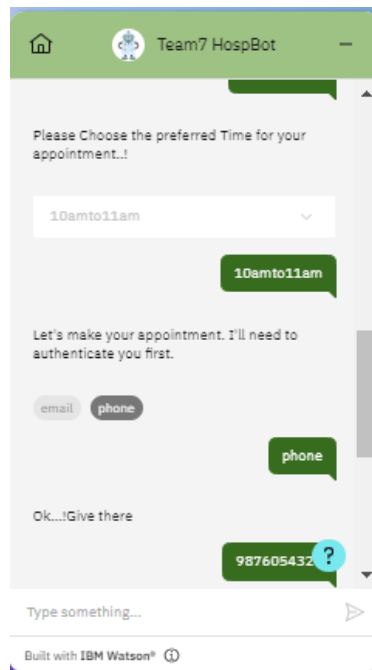 Team7 HospBot
Please Choose the preferred Time for your
appointment..!
10amto11am
10amto11am
Let's make your appointment. I'll need to
authenticate you first.
email phone
phone
Ok...!Give there
987605432
?
Type something...
Built with IBM Watson®